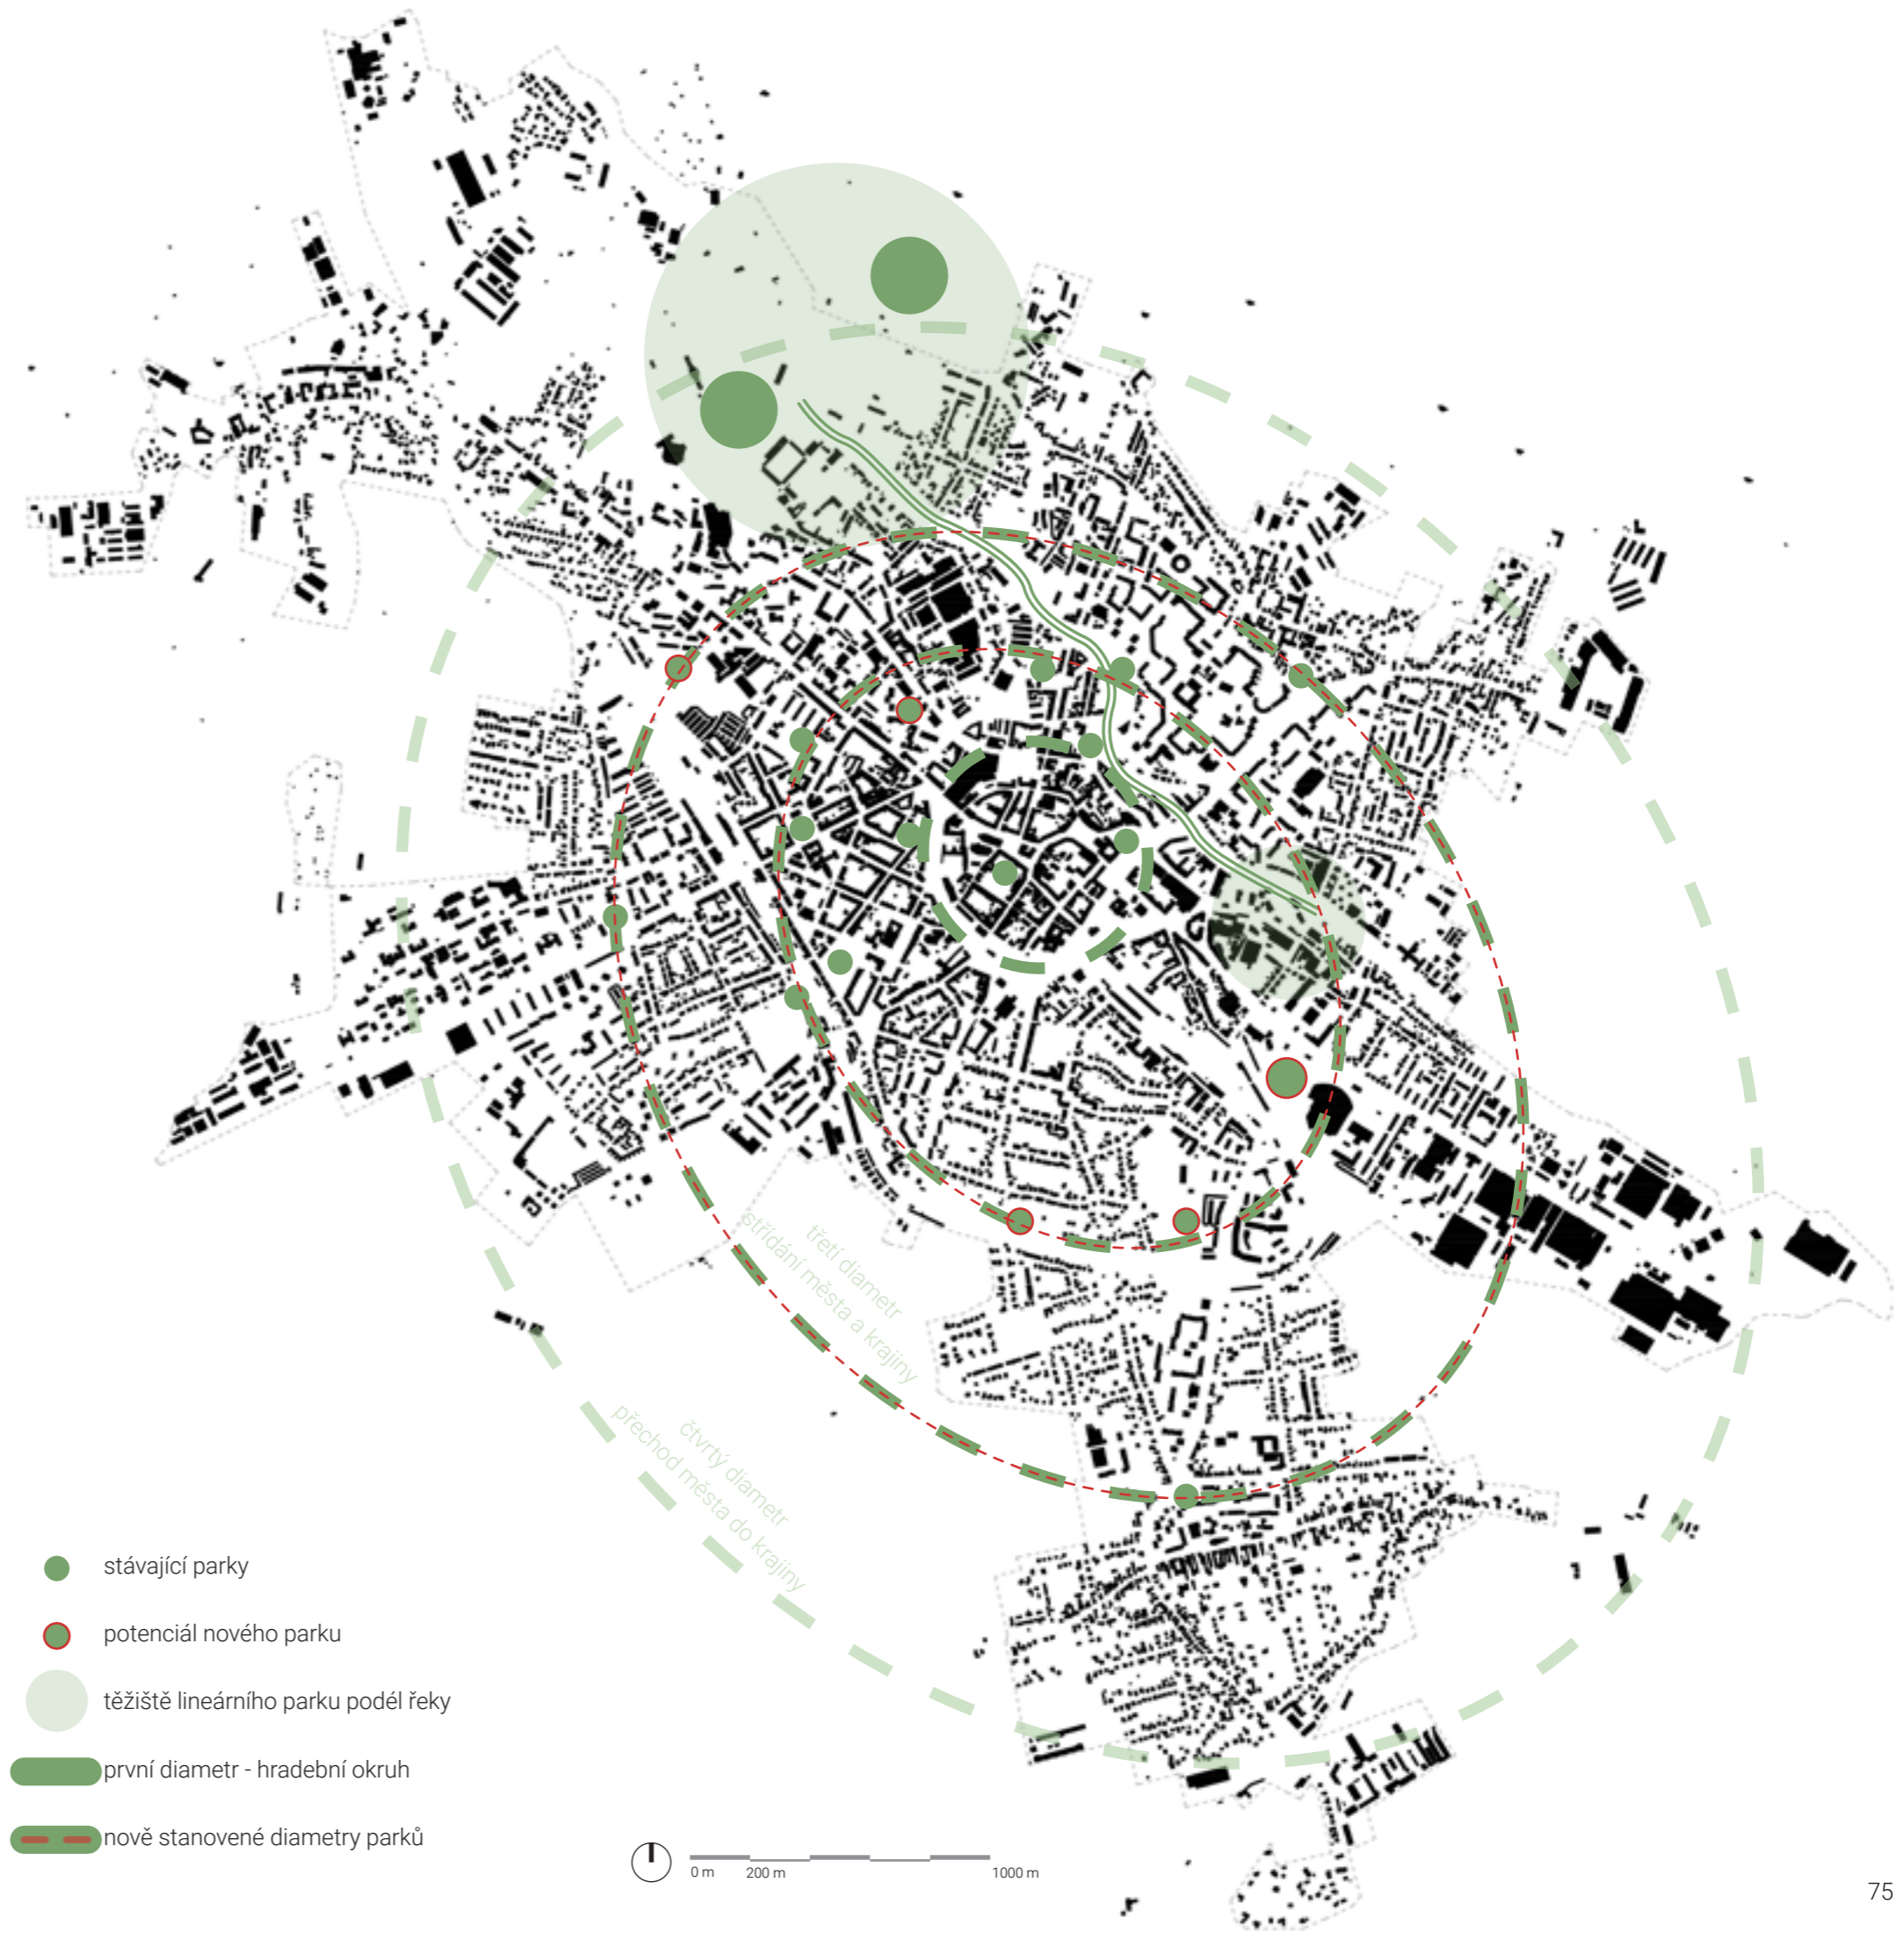 třetí diametr
střídání města a krajiny
čtvrtý diametr
přechod města do krajiny
stávající parky
potenciál nového parku
těžiště lineárního parku podél řeky
první diametr - hradební okruh
nově stanovené diametry parků
0 m 200 m 1000 m
75